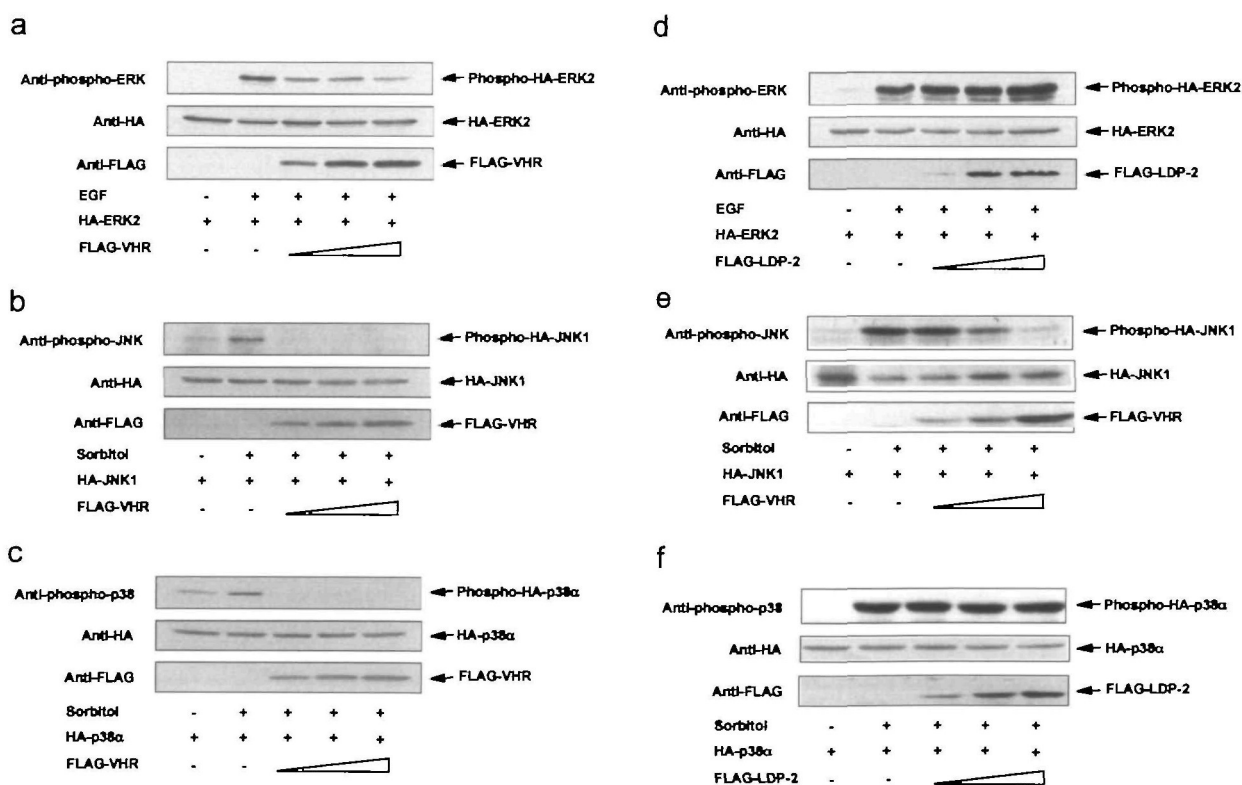 a
Anti-phospho-ERK
Phospho-HA-ERK2
Anti-HA
HA-ERK2
Anti-FLAG
FLAG-VHR
EGF - + + + +
HA-ERK2 + + + + +
FLAG-VHR - -
b
Anti-phospho-JNK
Phospho-HA-JNK1
Anti-HA
HA-JNK1
Anti-FLAG
FLAG-VHR
Sorbitol - + + + +
HA-JNK1 + + + + +
FLAG-VHR - -
c
Anti-phospho-p38
Phospho-HA-p38α
Anti-HA
HA-p38α
Anti-FLAG
FLAG-VHR
Sorbitol - + + + +
HA-p38α + + + + +
FLAG-VHR - -
d
Anti-phospho-ERK
Phospho-HA-ERK2
Anti-HA
HA-ERK2
Anti-FLAG
FLAG-LDP-2
EGF - + + + +
HA-ERK2 + + + + +
FLAG-LDP-2 - -
e
Anti-phospho-JNK
Phospho-HA-JNK1
Anti-HA
HA-JNK1
Anti-FLAG
FLAG-VHR
Sorbitol - + + + +
HA-JNK1 + + + + +
FLAG-VHR - -
f
Anti-phospho-p38
Phospho-HA-p38α
Anti-HA
HA-p38α
Anti-FLAG
FLAG-LDP-2
Sorbitol - + + + +
HA-p38α + + + + +
FLAG-LDP-2 - -